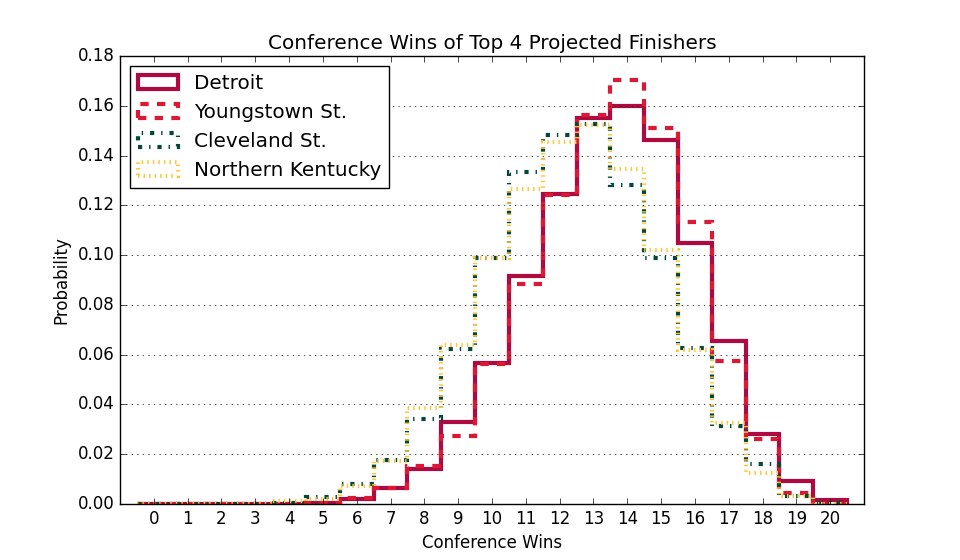 Conference Wins of Top 4 Projected Finishers
0.18
0.16
0.14
0.12
0.10
0.08
0.06
0.04
0.02
0.00
Probability
Detroit
Youngstown St.
Cleveland St.
Northern Kentucky
0 1 2 3 4 5 6 7 8 9 10 11 12 13 14 15 16 17 18 19 20
Conference Wins